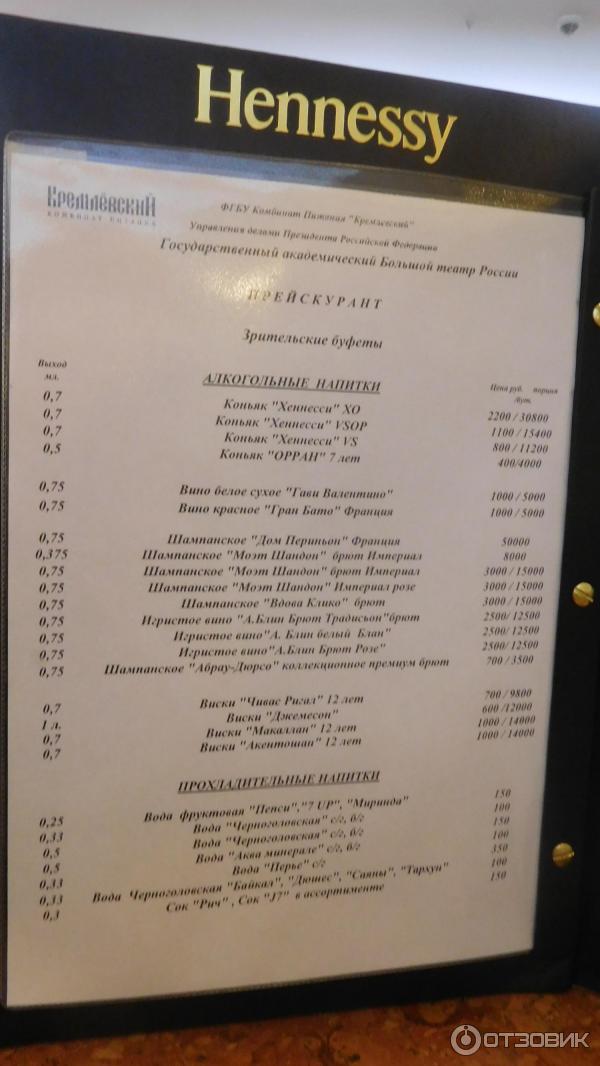 Hennessy
Кремлёвский
КОМБИНАТ ПИТАНИЯ
ФГБУ Комбинат Питания "Кремлевский"
Управления делами Президента Российской Федерации
Государственный академический Большой театр России
ПРЕЙСКУРАНТ
Зрительские буфеты
Выход мл. АЛКОГОЛЬНЫЕ НАПИТКИ Цена руб. порция /бут.
0,7 Коньяк "Хеннесси" XO 2200 / 30800
0,7 Коньяк "Хеннесси" VSOP 1100 / 15400
0,7 Коньяк "Хеннесси" VS 800 / 11200
0,5 Коньяк "ОРРАН" 7 лет 400/4000
0,75 Вино белое сухое "Гави Валентино" 1000 / 5000
0,75 Вино красное "Гран Бато" Франция 1000 / 5000
0,75 Шампанское "Дом Периньон" Франция 50000
0,375 Шампанское "Моэт Шандон" брют Империал 8000
0,75 Шампанское "Моэт Шандон" брют Империал 3000 / 15000
0,75 Шампанское "Моэт Шандон" Империал розе 3000 / 15000
0,75 Шампанское "Вдова Клико" брют 3000 / 15000
0,75 Игристое вино "А.Блин Брют Традисьон"брют 2500/ 12500
0,75 Игристое вино"А. Блин белый Блан" 2500/ 12500
0,75 Игристое вино"А.Блин Брют Розе" 2500/ 12500
0,75 Шампанское "Абрау-Дюрсо" коллекционное премиум брют 700 / 3500
0,7 Виски "Чивас Ригал" 12 лет 700 / 9800
1 л. Виски "Джемесон" 600 /12000
0,7 Виски "Макаллан" 12 лет 1000 / 14000
0,7 Виски "Акентошан" 12 лет 1000 / 14000
ПРОХЛАДИТЕЛЬНЫЕ НАПИТКИ
0,25 Вода фруктовая "Пепси","7 UP", "Миринда" 150
0,33 Вода "Черноголовская" с/г, б/г 100
0,5 Вода "Черноголовская" с/г, б/г 150
0,5 Вода "Аква минерале" с/г, б/г 100
0,33 Вода "Перье" с/г 350
0,33 Вода Черноголовская "Байкал", "Дюшес", "Саяны", "Тархун" 100
0,3 Сок "Рич" , Сок "J7" в ассортименте 150
ОТЗОВИК